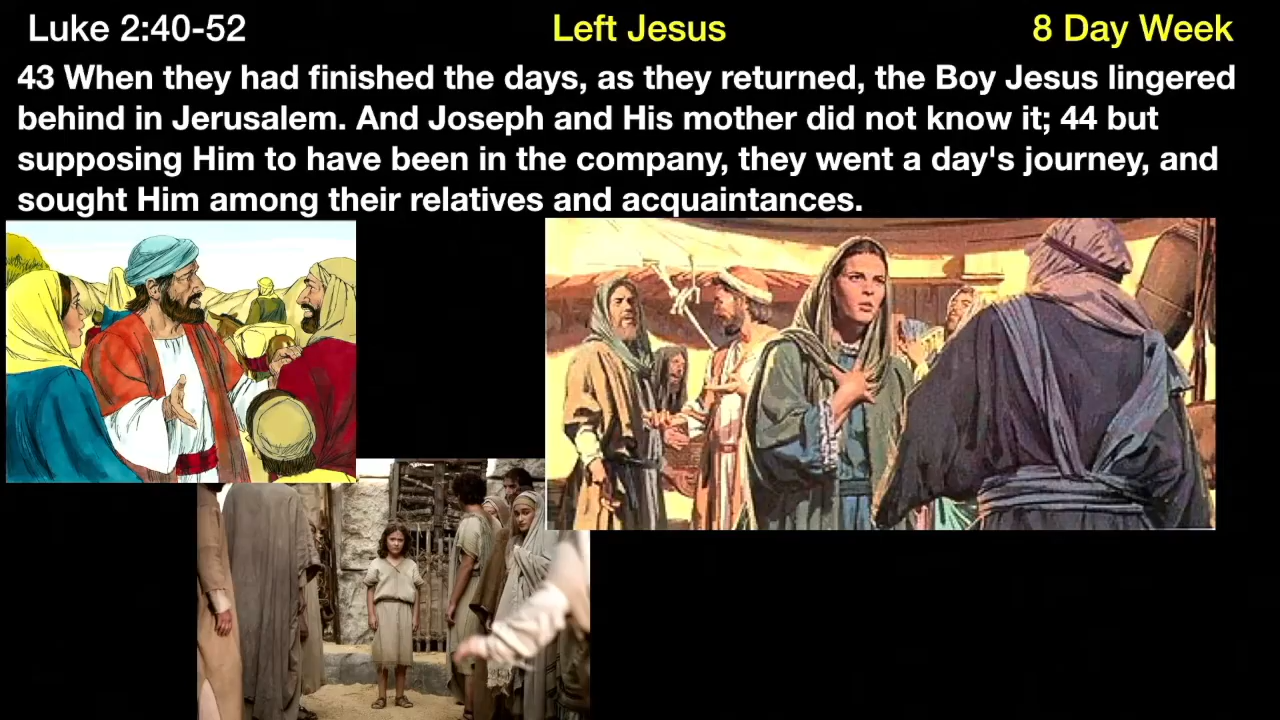 Luke 2:40-52 Left Jesus 8 Day Week
43 When they had finished the days, as they returned, the Boy Jesus lingered
behind in Jerusalem. And Joseph and His mother did not know it; 44 but
supposing Him to have been in the company, they went a day's journey, and
sought Him among their relatives and acquaintances.